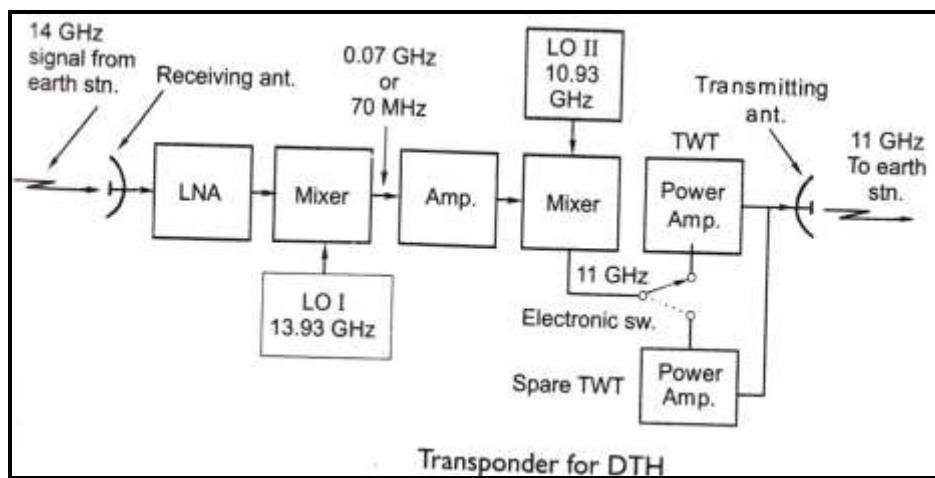 14 GHz
signal from
earth stn.
Receiving ant.
0.07 GHz
or
70 MHz
LO II
10.93
GHz
Transmitting
ant.
11 GHz
To earth
stn.
TWT
LNA
Mixer
Amp.
Mixer
Power
Amp.
LO I
13.93 GHz
11 GHz
Electronic sw.
Spare TWT
Power
Amp.
Transponder for DTH